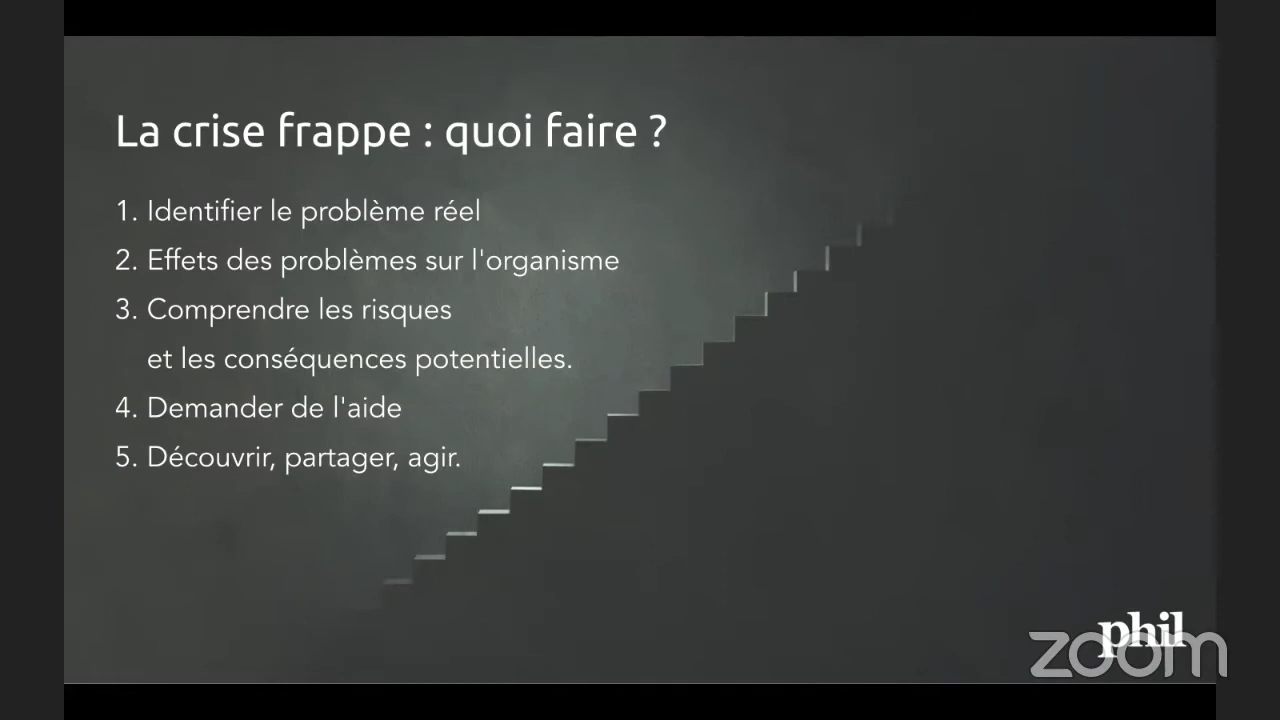 La crise frappe : quoi faire ?
1. Identifier le problème réel
2. Effets des problèmes sur l'organisme
3. Comprendre les risques
et les conséquences potentielles.
4. Demander de l'aide
5. Découvrir, partager, agir.
phil
zoom